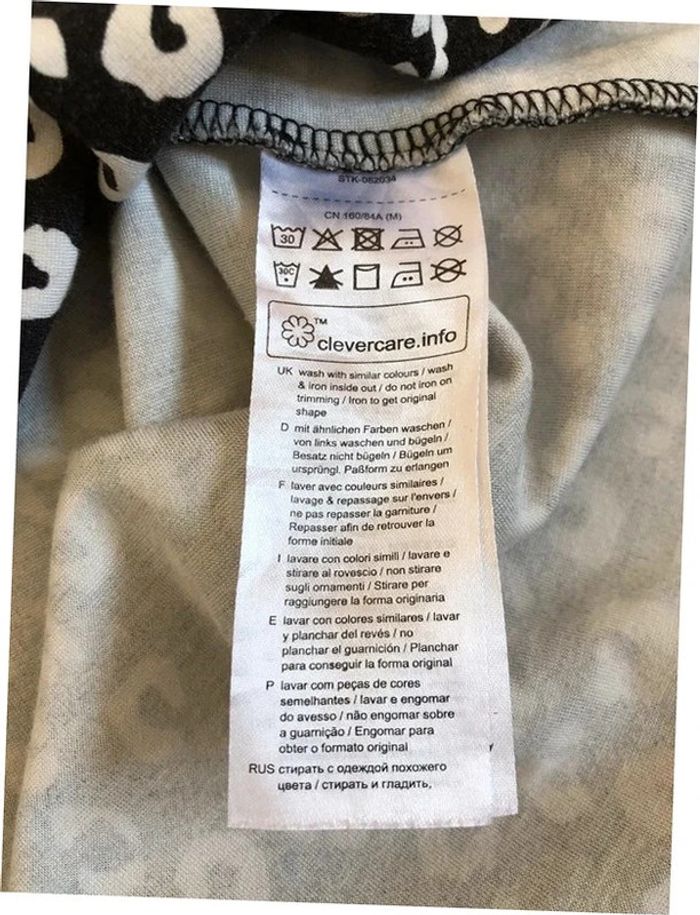 STK-082034
CN 160/84A (M)
30
30C
TM
clevercare.info
UK wash with similar colours / wash
& iron inside out / do not iron on
trimming / Iron to get original
shape
D mit ähnlichen Farben waschen /
von links waschen und bügeln /
Besatz nicht bügeln / Bügeln um
ursprüngl. Paßform zu erlangen
F laver avec couleurs similaires /
lavage & repassage sur l'envers /
ne pas repasser la garniture /
Repasser afin de retrouver la
forme initiale
I lavare con colori simili / lavare e
stirare al rovescio / non stirare
sugli ornamenti / Stirare per
raggiungere la forma originaria
E lavar con colores similares / lavar
y planchar del revés / no
planchar el guarnición / Planchar
para conseguir la forma original
P lavar com peças de cores
semelhantes / lavar e engomar
do avesso / não engomar sobre
a guarnição / Engomar para
obter o formato original
RUS стирать с одеждой похожего
цвета / стирать и гладить,